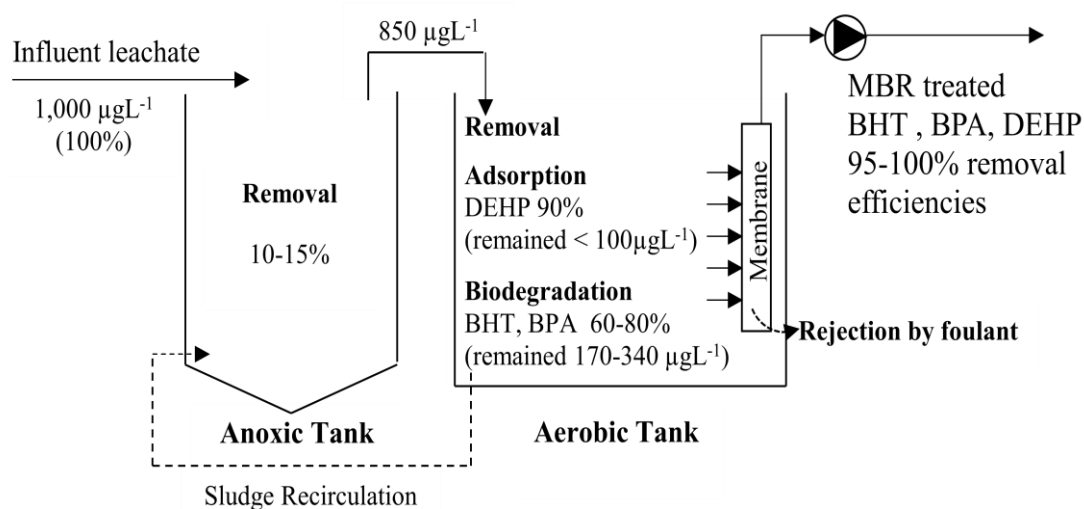 Influent leachate
1,000 µgL-1
(100%)
850 µgL-1
Removal
10-15%
Anoxic Tank
Sludge Recirculation
Removal
Adsorption
DEHP 90%
(remained < 100µgL-1)
Biodegradation
BHT, BPA 60-80%
(remained 170-340 µgL-1)
Aerobic Tank
Membrane
Rejection by foulant
MBR treated
BHT , BPA, DEHP
95-100% removal
efficiencies